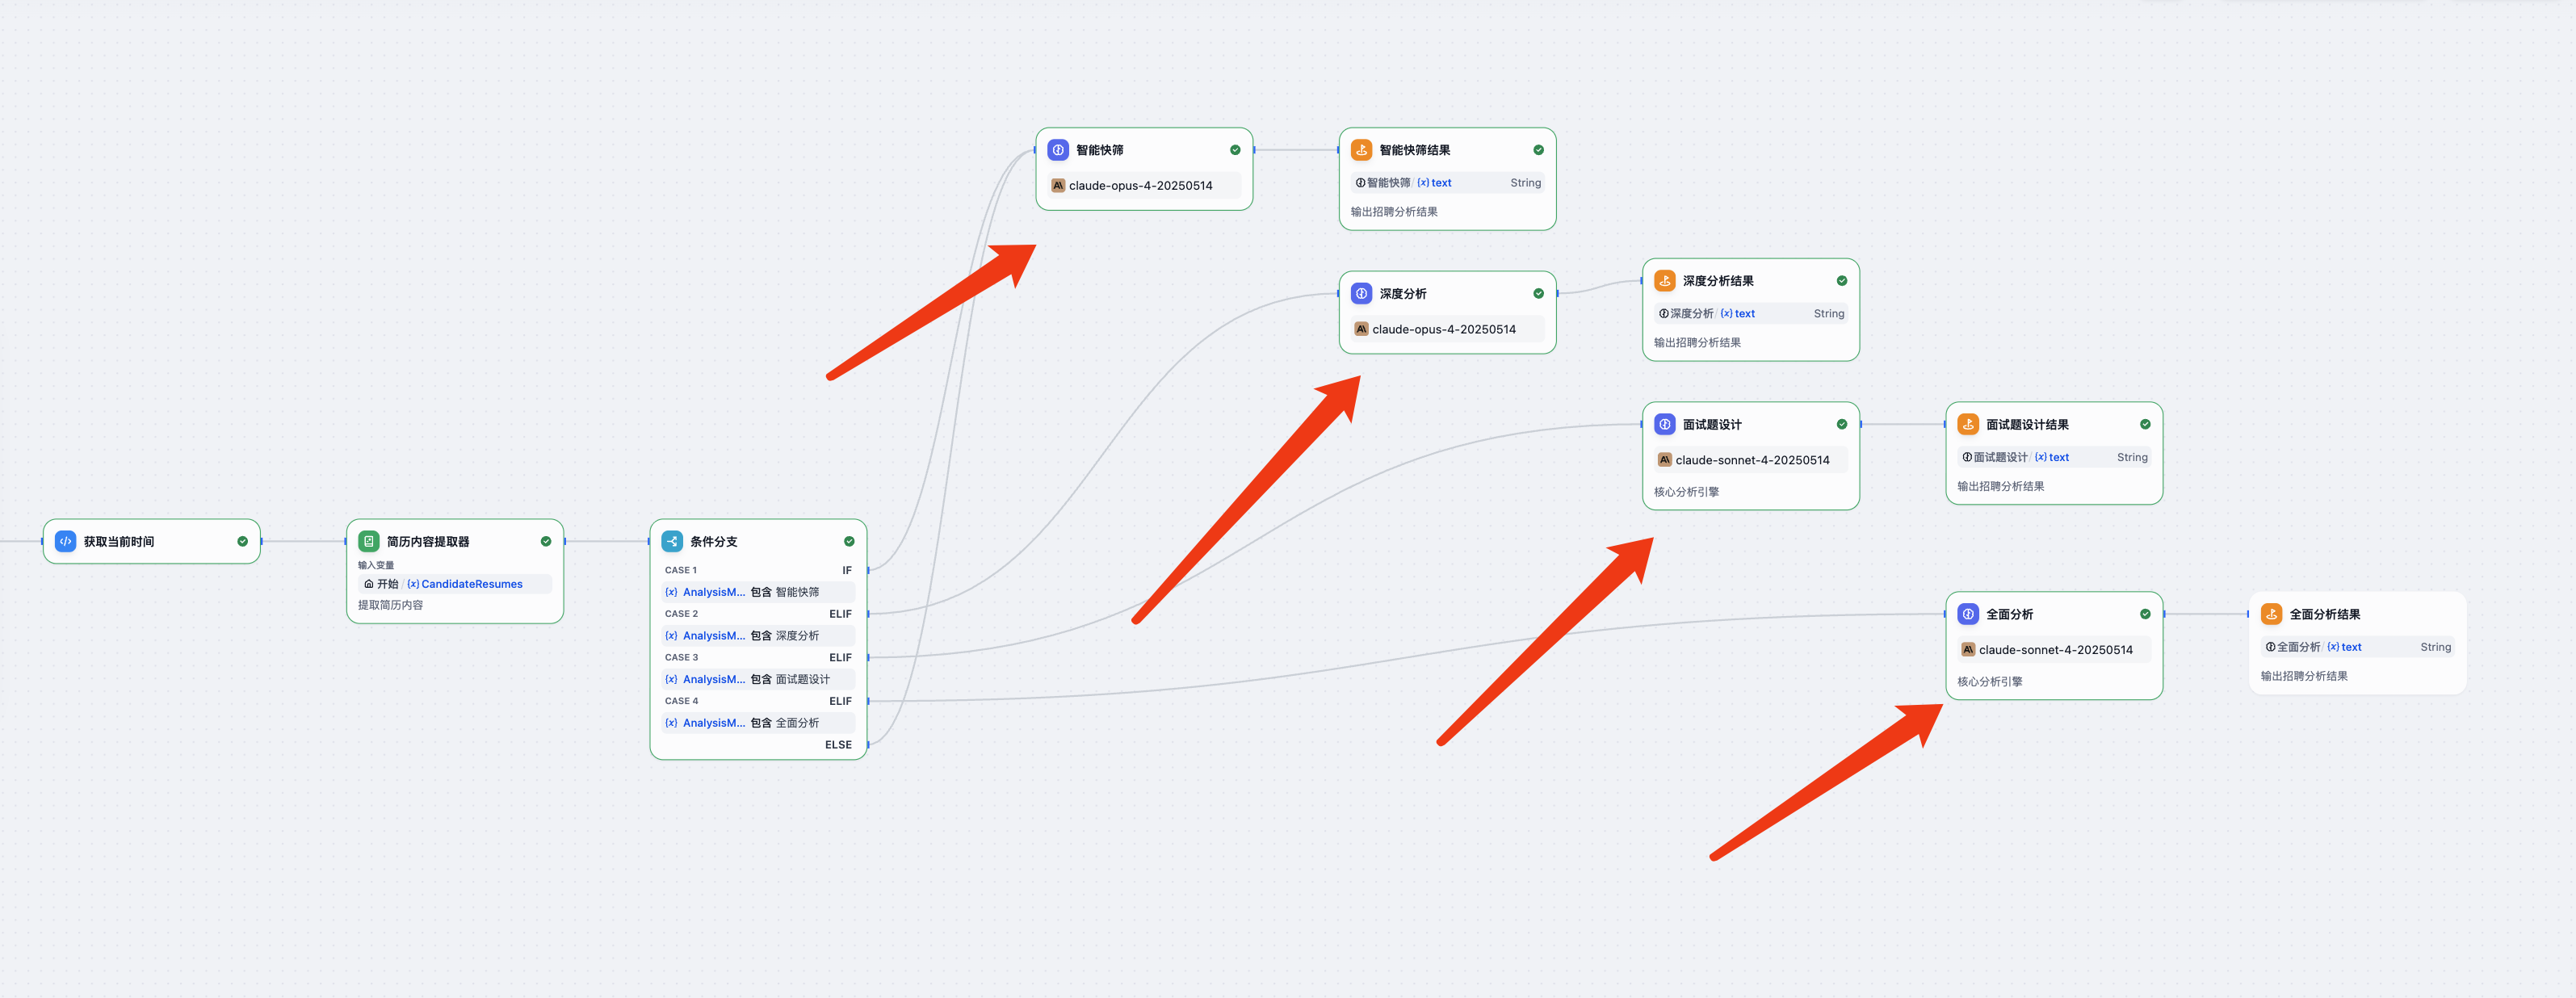 智能快筛
claude-opus-4-20250514
智能快筛结果
智能快筛 / {x} text String
输出招聘分析结果
深度分析
claude-opus-4-20250514
深度分析结果
深度分析 / {x} text String
输出招聘分析结果
面试题设计
claude-sonnet-4-20250514
核心分析引擎
面试题设计结果
面试题设计 / {x} text String
输出招聘分析结果
获取当前时间
简历内容提取器
输入变量
开始 / {x} CandidateResumes
提取简历内容
条件分支
CASE 1 IF
{x} AnalysisM... 包含 智能快筛
CASE 2 ELIF
{x} AnalysisM... 包含 深度分析
CASE 3 ELIF
{x} AnalysisM... 包含 面试题设计
CASE 4 ELIF
{x} AnalysisM... 包含 全面分析
ELSE
全面分析
claude-sonnet-4-20250514
核心分析引擎
全面分析结果
全面分析 / {x} text String
输出招聘分析结果